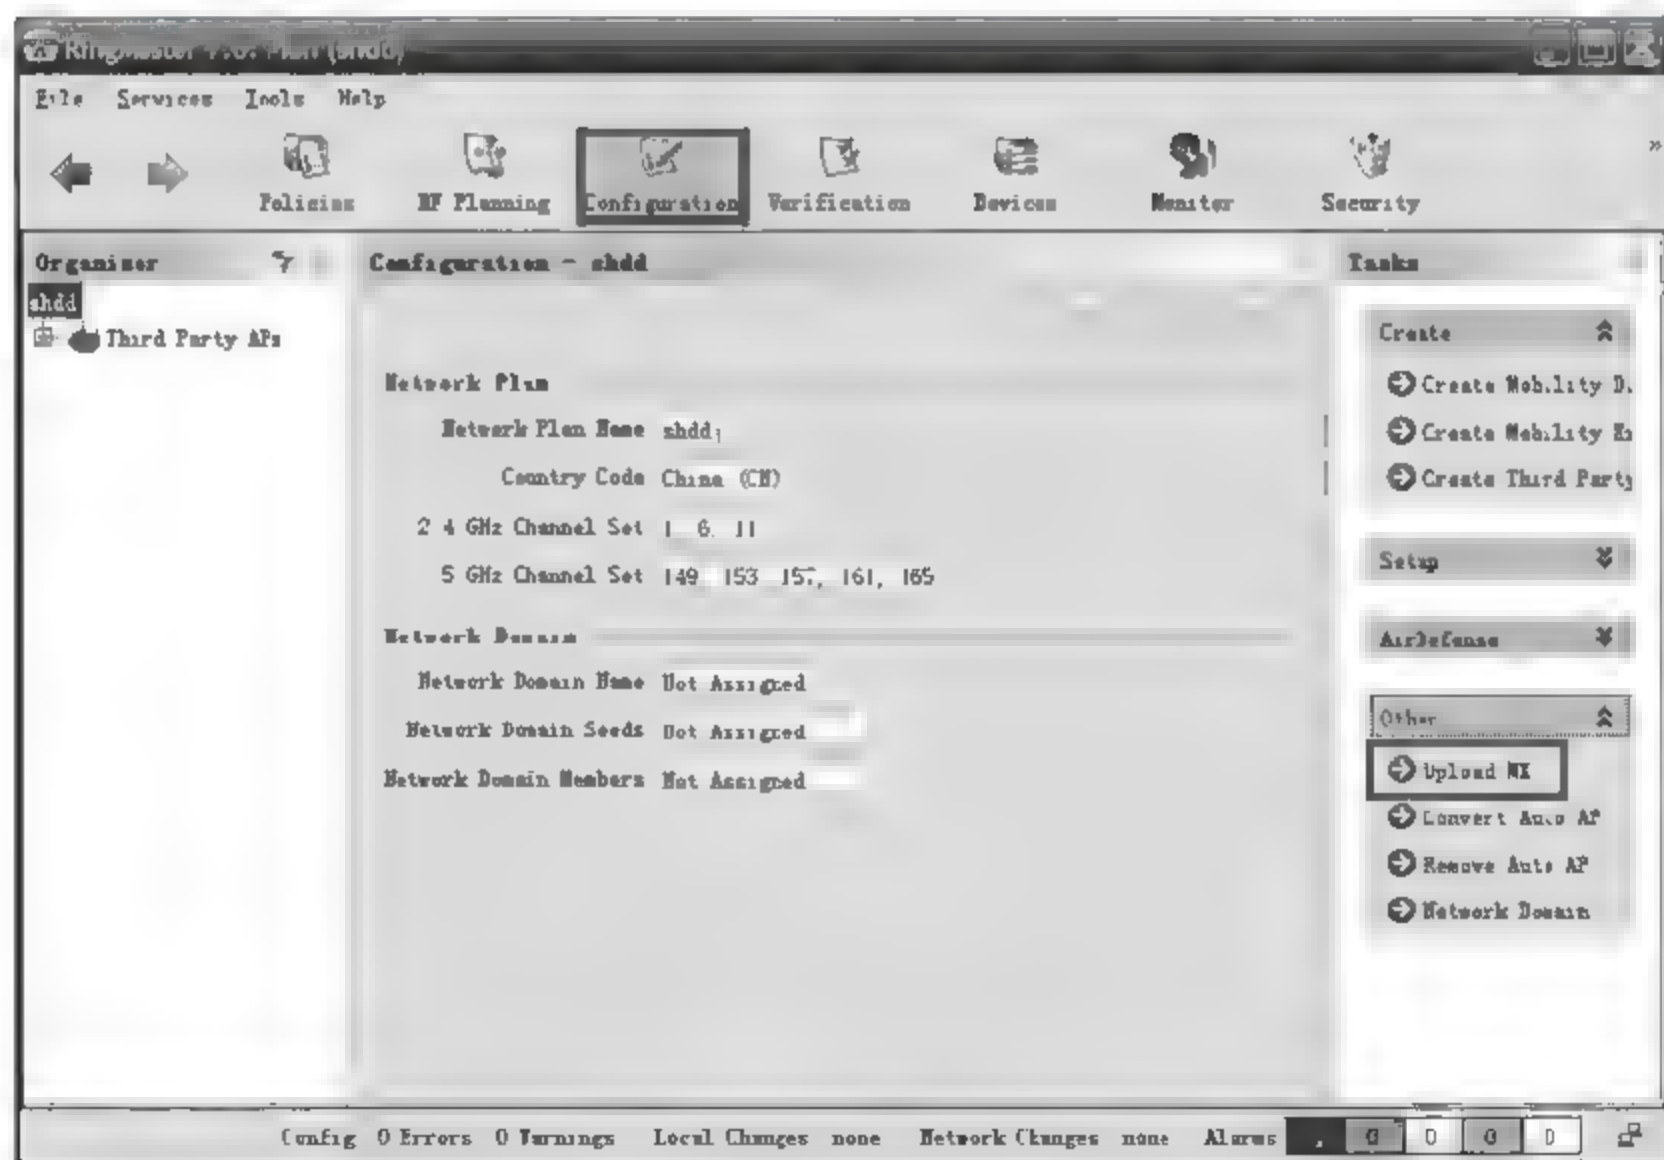 RingMaster Plan (shdd)
File Services Tools Help
Policies RF Planning Configuration Verification Devices Monitor Security
Organizer
Configuration - shdd
Tasks
shdd
Third Party APs
Create
Create Mobility D.
Create Mobility
Create Third Party
Network Plan
Network Plan Name shdd
Country Code China (CN)
2.4 GHz Channel Set 1, 6, 11
5 GHz Channel Set 149, 153, 157, 161, 165
Setup
Network Domain
AirDefense
Network Domain Name Not Assigned
Network Domain Seeds Not Assigned
Network Domain Members Not Assigned
Other
Upload MX
Convert Auto AP
Remove Auto AP
Network Domain
Config 0 Errors 0 Warnings Local Changes none Network Changes none Alarms 0 0 0 0